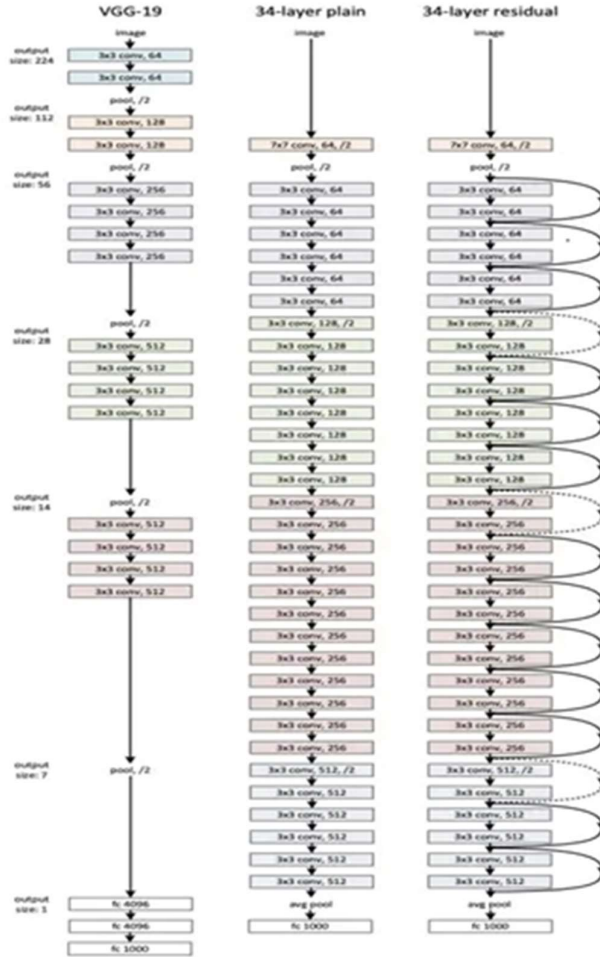 output
size: 224
output
size: 112
output
size: 56
output
size: 28
output
size: 14
output
size: 7
output
size: 1
VGG-19
image
3x3 conv, 64
3x3 conv, 64
pool, /2
3x3 conv, 128
3x3 conv, 128
pool, /2
3x3 conv, 256
3x3 conv, 256
3x3 conv, 256
3x3 conv, 256
pool, /2
3x3 conv, 512
3x3 conv, 512
3x3 conv, 512
3x3 conv, 512
pool, /2
3x3 conv, 512
3x3 conv, 512
3x3 conv, 512
3x3 conv, 512
pool, /2
fc 4096
fc 4096
fc 1000
34-layer plain
image
7x7 conv, 64, /2
pool, /2
3x3 conv, 64
3x3 conv, 64
3x3 conv, 64
3x3 conv, 64
3x3 conv, 64
3x3 conv, 64
3x3 conv, 128, /2
3x3 conv, 128
3x3 conv, 128
3x3 conv, 128
3x3 conv, 128
3x3 conv, 128
3x3 conv, 128
3x3 conv, 128
3x3 conv, 256, /2
3x3 conv, 256
3x3 conv, 256
3x3 conv, 256
3x3 conv, 256
3x3 conv, 256
3x3 conv, 256
3x3 conv, 256
3x3 conv, 256
3x3 conv, 256
3x3 conv, 256
3x3 conv, 256
3x3 conv, 512, /2
3x3 conv, 512
3x3 conv, 512
3x3 conv, 512
3x3 conv, 512
3x3 conv, 512
avg pool
fc 1000
34-layer residual
image
7x7 conv, 64, /2
pool, /2
3x3 conv, 64
3x3 conv, 64
3x3 conv, 64
3x3 conv, 64
3x3 conv, 64
3x3 conv, 64
3x3 conv, 128, /2
3x3 conv, 128
3x3 conv, 128
3x3 conv, 128
3x3 conv, 128
3x3 conv, 128
3x3 conv, 128
3x3 conv, 128
3x3 conv, 256, /2
3x3 conv, 256
3x3 conv, 256
3x3 conv, 256
3x3 conv, 256
3x3 conv, 256
3x3 conv, 256
3x3 conv, 256
3x3 conv, 256
3x3 conv, 256
3x3 conv, 256
3x3 conv, 256
3x3 conv, 512, /2
3x3 conv, 512
3x3 conv, 512
3x3 conv, 512
3x3 conv, 512
3x3 conv, 512
avg pool
fc 1000